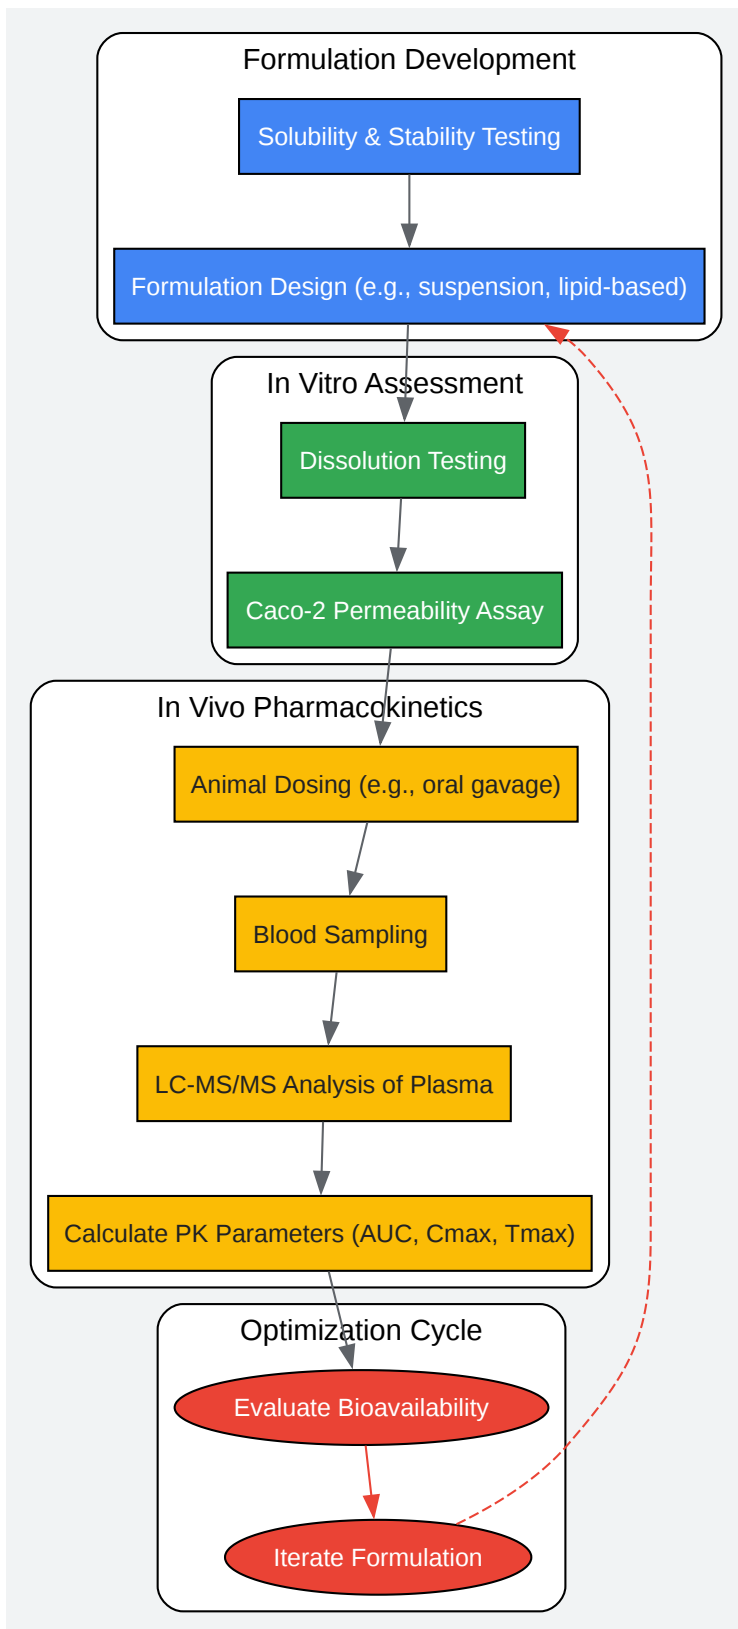 Formulation Development
Solubility & Stability Testing
Formulation Design (e.g., suspension, lipid-based)
In Vitro Assessment
Dissolution Testing
Caco-2 Permeability Assay
In Vivo Pharmacokinetics
Animal Dosing (e.g., oral gavage)
Blood Sampling
LC-MS/MS Analysis of Plasma
Calculate PK Parameters (AUC, Cmax, Tmax)
Optimization Cycle
Evaluate Bioavailability
Iterate Formulation